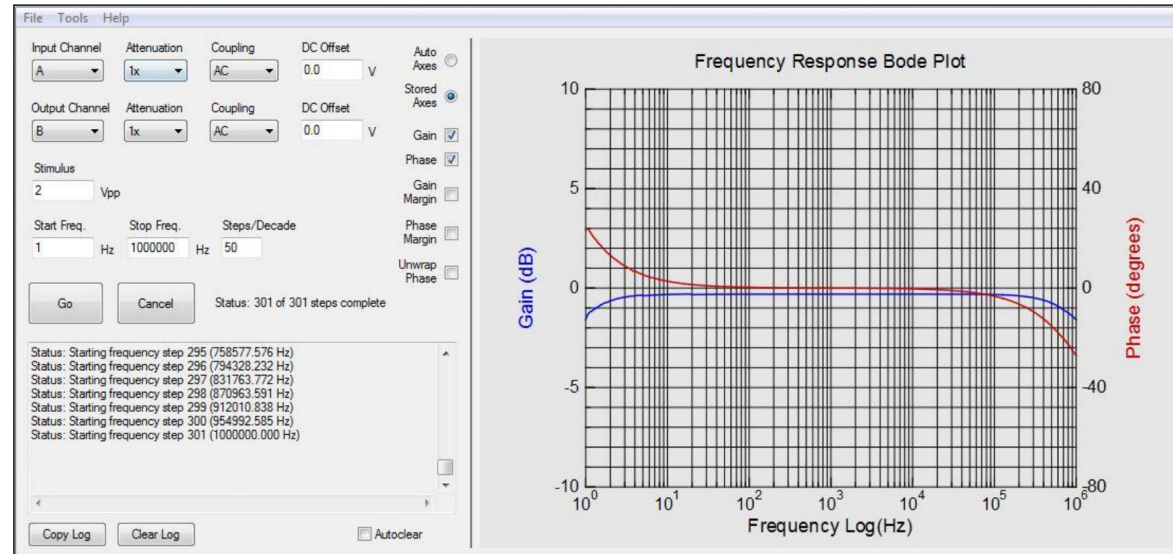 File Tools Help
Input Channel Attenuation Coupling DC Offset
A 1x AC 0.0 V
Output Channel Attenuation Coupling DC Offset
B 1x AC 0.0 V
Stimulus
2 Vpp
Start Freq. Stop Freq. Steps/Decade
1 Hz 1000000 Hz 50
Go Cancel Status: 301 of 301 steps complete
Auto
Axes
Stored
Axes
Gain
Phase
Gain
Margin
Phase
Margin
Unwrap
Phase
Status: Starting frequency step 295 (758577.576 Hz)
Status: Starting frequency step 296 (794328.232 Hz)
Status: Starting frequency step 297 (831763.772 Hz)
Status: Starting frequency step 298 (870963.591 Hz)
Status: Starting frequency step 299 (912010.838 Hz)
Status: Starting frequency step 300 (954992.585 Hz)
Status: Starting frequency step 301 (1000000.000 Hz)
Copy Log Clear Log Autoclear
Frequency Response Bode Plot
10 80
5 40
0 0
-5 -40
-10 -80
Gain (dB)
Phase (degrees)
10⁰ 10¹ 10² 10³ 10⁴ 10⁵ 10⁶
Frequency Log(Hz)